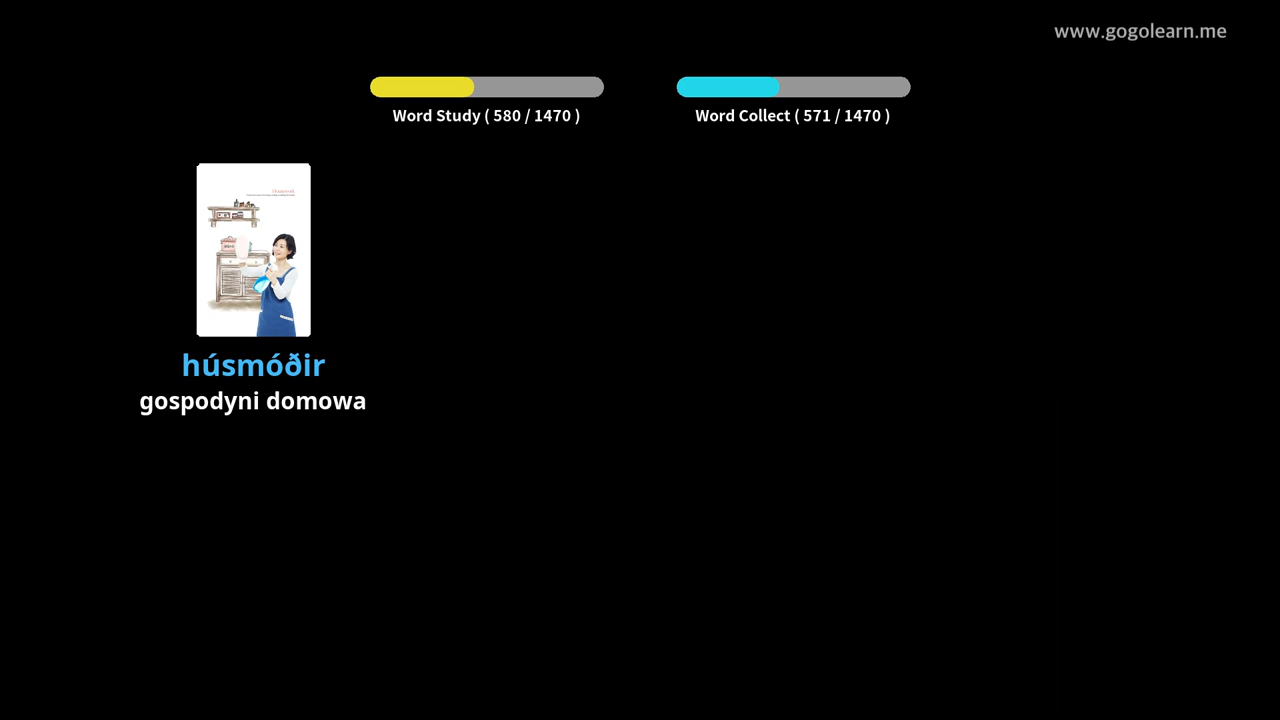 www.gogolearn.me
Word Study ( 580 / 1470 )
Word Collect ( 571 / 1470 )
húsmóðir
gospodyni domowa